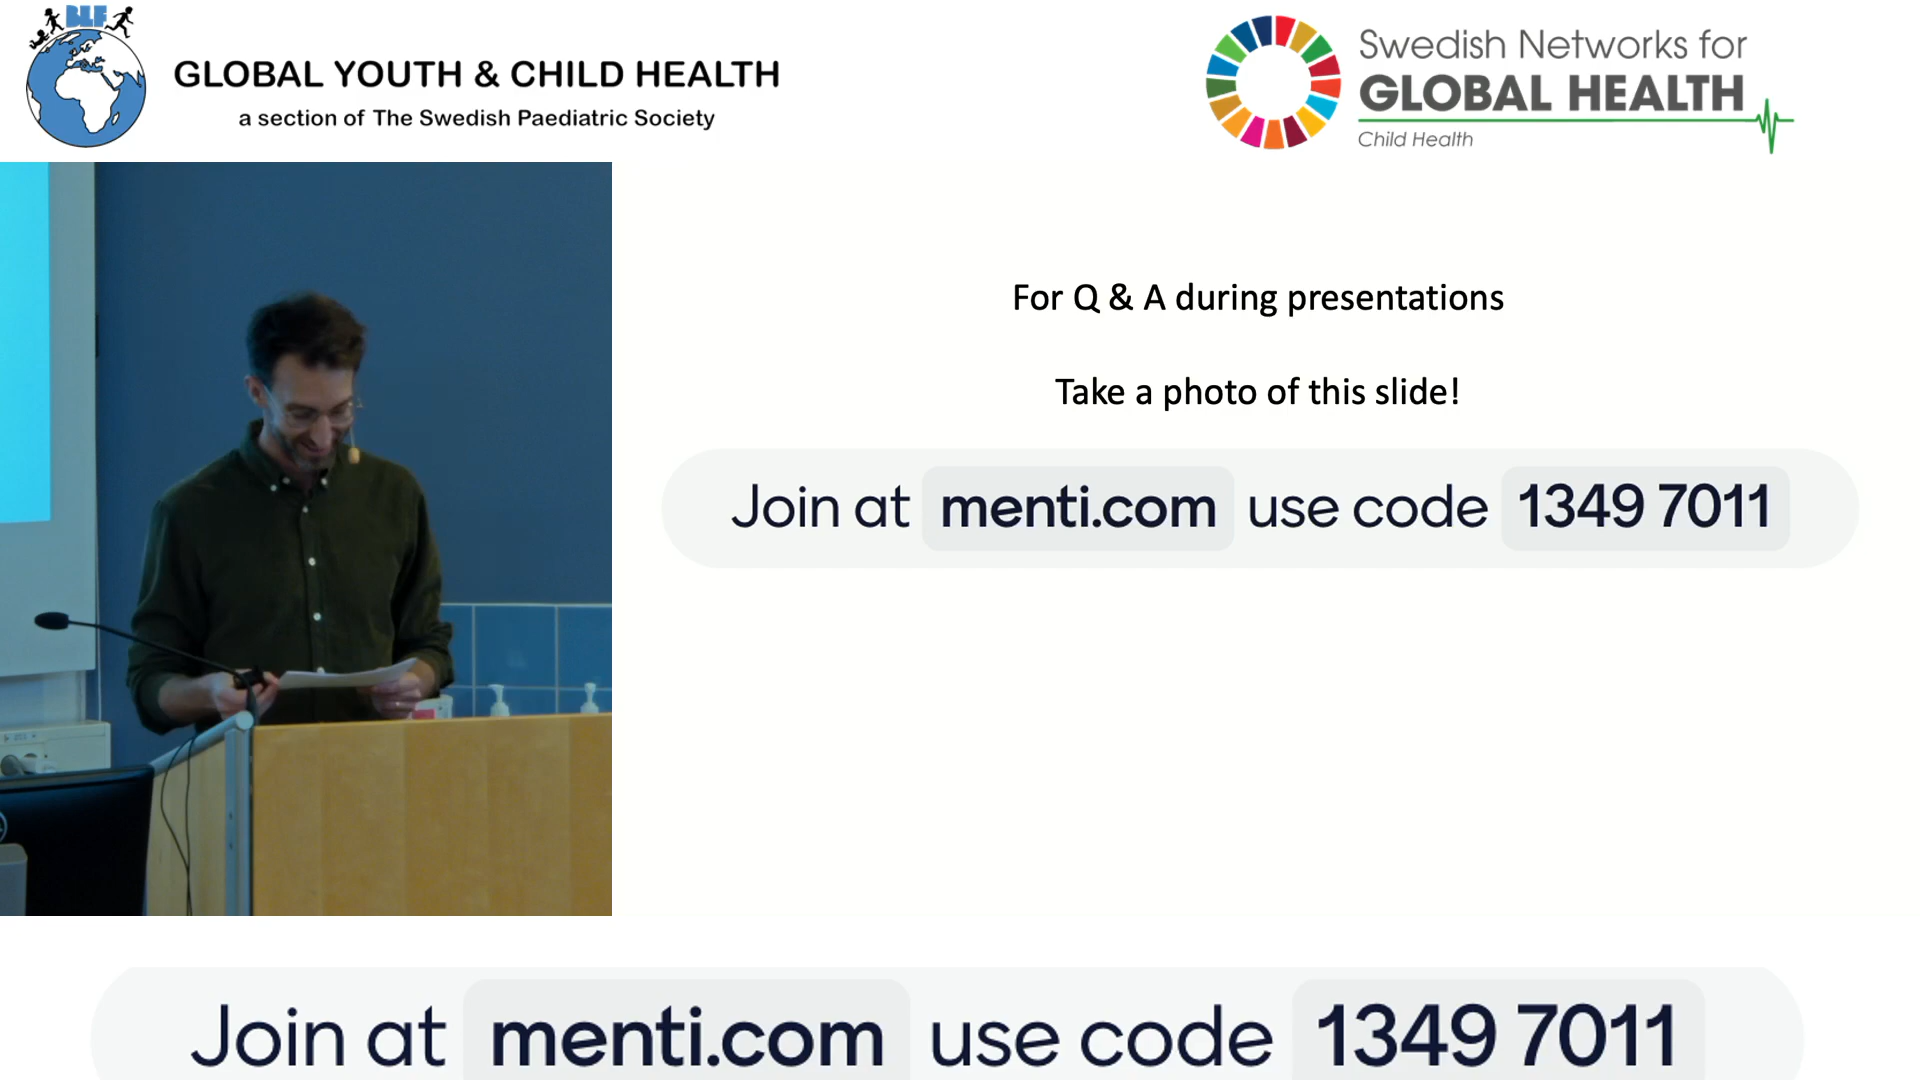 BLF
GLOBAL YOUTH & CHILD HEALTH
a section of The Swedish Paediatric Society
Swedish Networks for
GLOBAL HEALTH
Child Health
For Q & A during presentations
Take a photo of this slide!
Join at menti.com use code 1349 7011
Join at menti.com use code 1349 7011